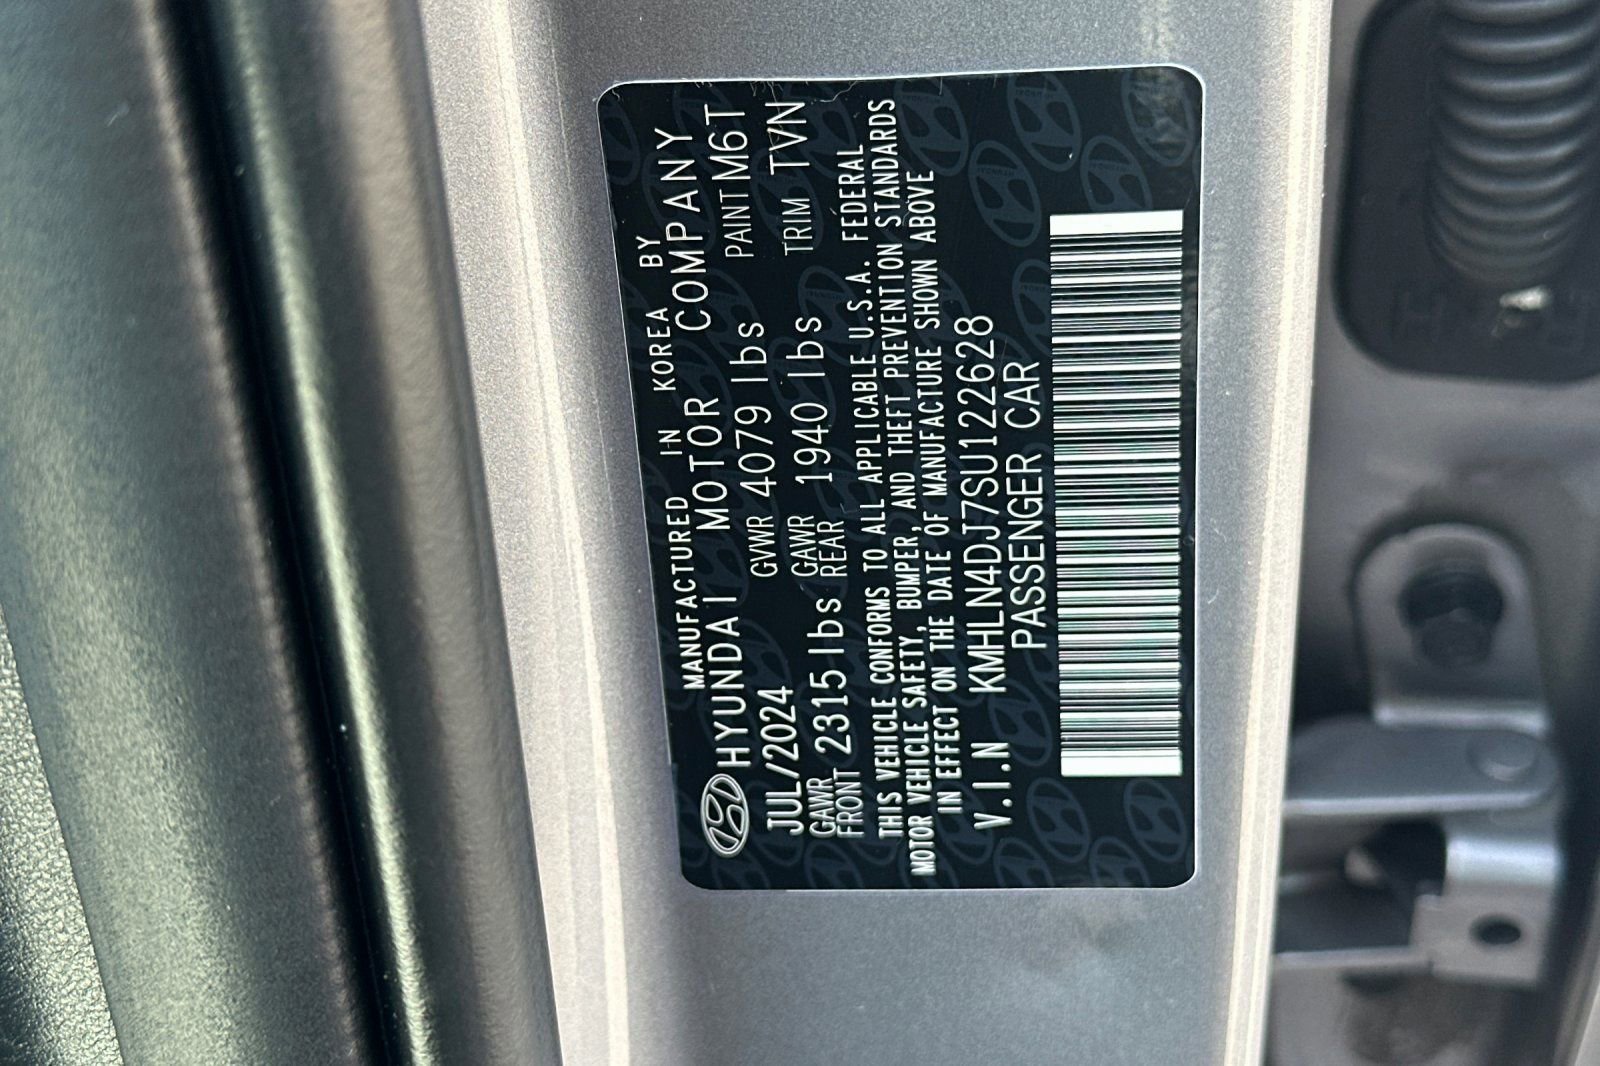 MANUFACTURED IN KOREA BY
HYUNDAI MOTOR COMPANY
JUL/2024 GVWR 4079 lbs PAINT M6T
GAWR FRONT 2315 lbs GAWR REAR 1940 lbs TRIM TVN
THIS VEHICLE CONFORMS TO ALL APPLICABLE U.S.A. FEDERAL
MOTOR VEHICLE SAFETY, BUMPER, AND THEFT PREVENTION STANDARDS
IN EFFECT ON THE DATE OF MANUFACTURE SHOWN ABOVE
V.I.N KMHLN4DJ7SU122628
PASSENGER CAR